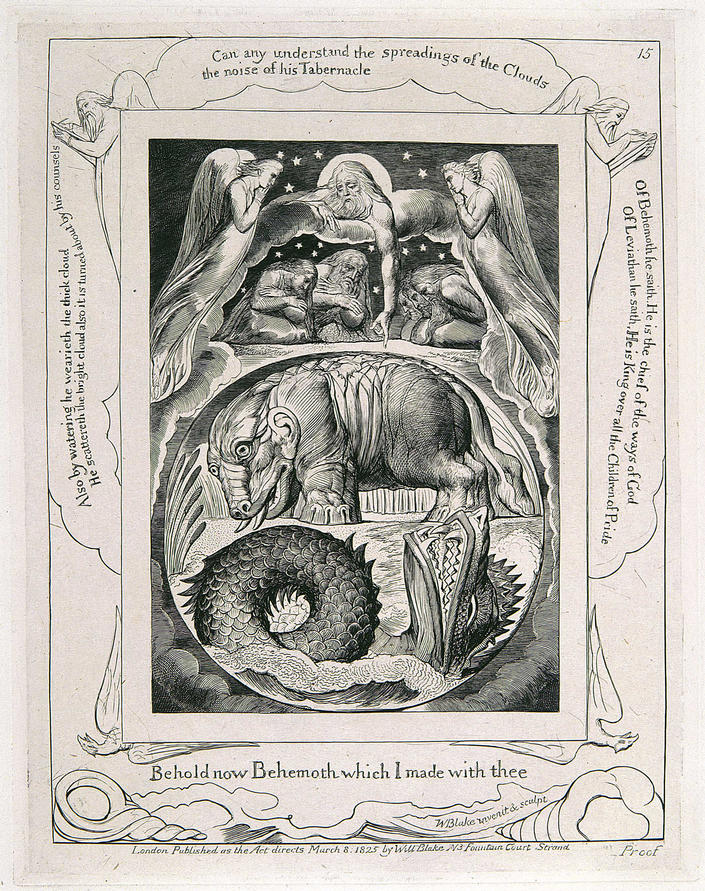 Can any understand the spreadings of the Clouds
the noise of his Tabernacle
15
Also by watering he wearieth the thick cloud
He scattereth the bright cloud also it is turned about by his counsels
Of Behemoth he saith, He is the chief of the ways of God
Of Leviathan he saith, He is King over all the Children of Pride
Behold now Behemoth which I made with thee
WBlake invenit & sculpt
London Published as the Act directs March 8. 1825 by Will Blake N3 Fountain Court Strand
Proof